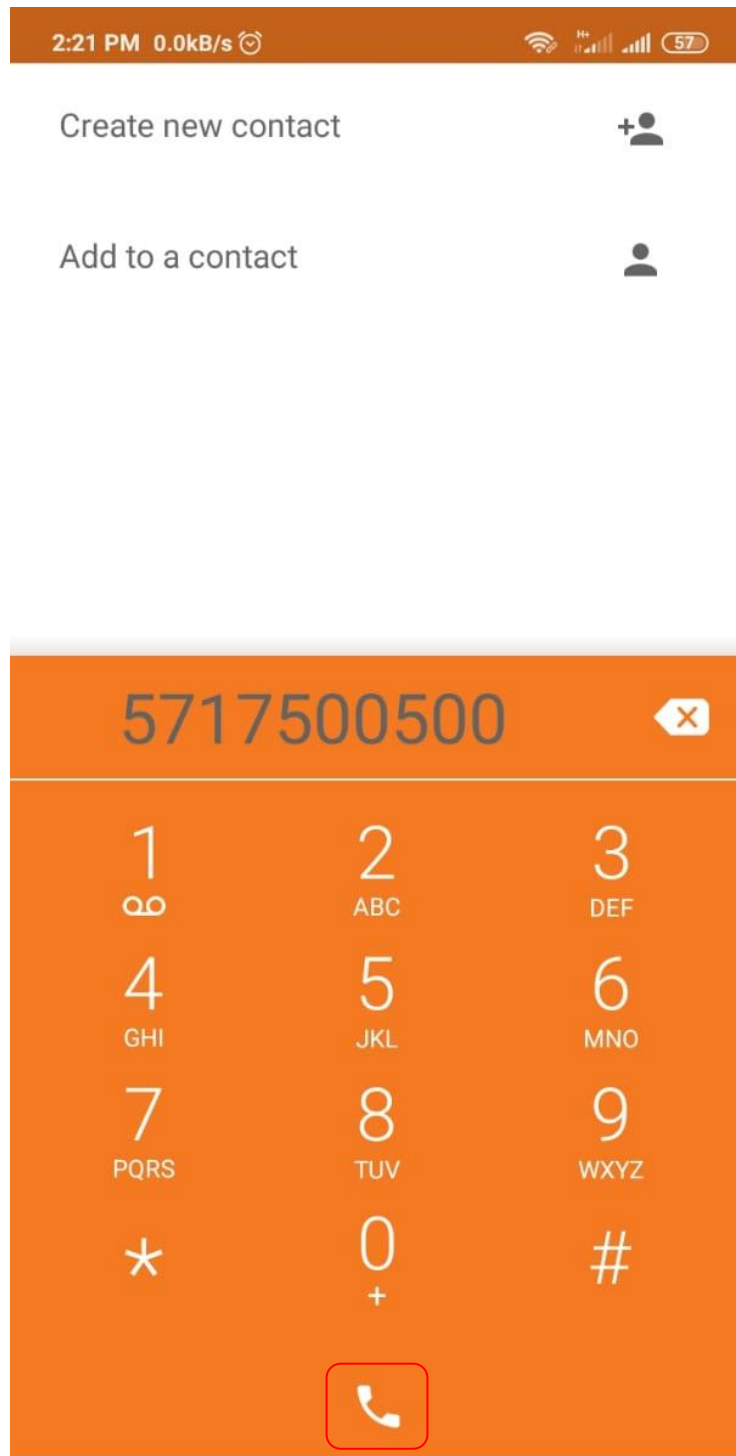 2:21 PM 0.0kB/s H+ 57
Create new contact
Add to a contact
5717500500
1 2 3
ABC DEF
4 5 6
GHI JKL MNO
7 8 9
PQRS TUV WXYZ
* 0 #
+